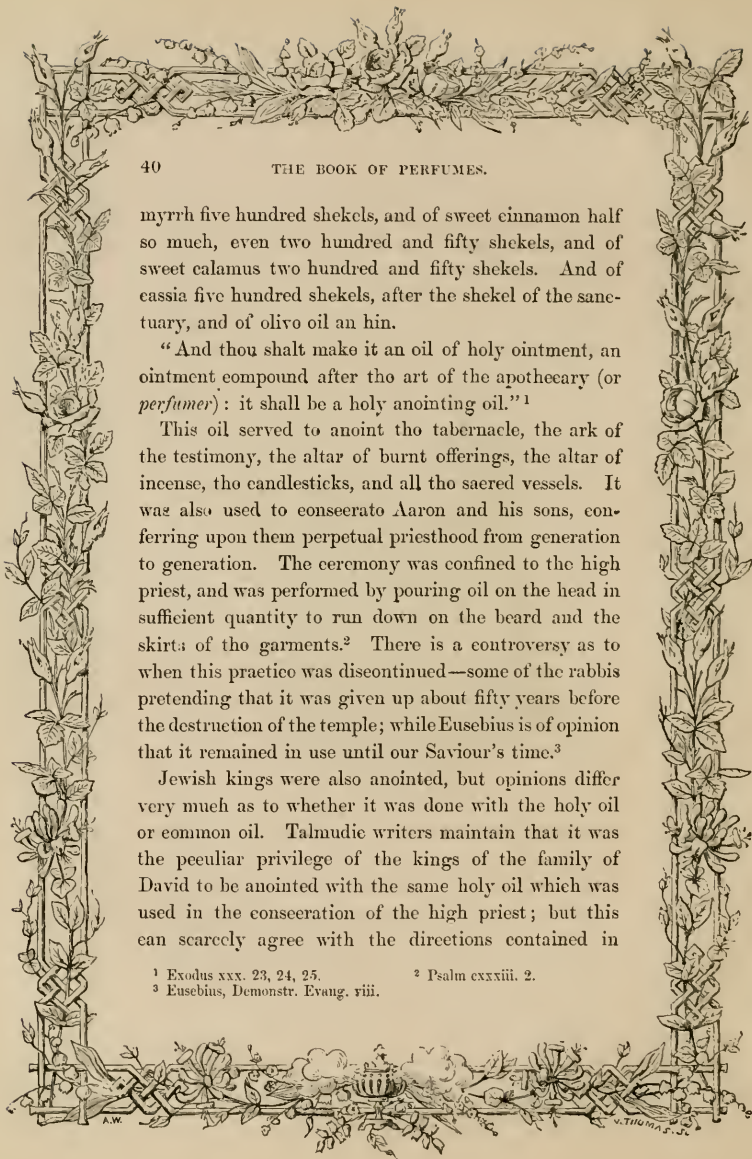 40 THE BOOK OF PERFUMES.
myrrh five hundred shekels, and of sweet cinnamon half
so much, even two hundred and fifty shekels, and of
sweet calamus two hundred and fifty shekels. And of
cassia five hundred shekels, after the shekel of the sanc-
tuary, and of olive oil an hin.
“And thou shalt make it an oil of holy ointment, an
ointment compound after the art of the apothecary (or
perfumer): it shall be a holy anointing oil.”¹
This oil served to anoint the tabernacle, the ark of
the testimony, the altar of burnt offerings, the altar of
incense, the candlesticks, and all the sacred vessels. It
was also used to consecrate Aaron and his sons, con-
ferring upon them perpetual priesthood from generation
to generation. The ceremony was confined to the high
priest, and was performed by pouring oil on the head in
sufficient quantity to run down on the beard and the
skirts of the garments.² There is a controversy as to
when this practice was discontinued—some of the rabbis
pretending that it was given up about fifty years before
the destruction of the temple; while Eusebius is of opinion
that it remained in use until our Saviour's time.³
Jewish kings were also anointed, but opinions differ
very much as to whether it was done with the holy oil
or common oil. Talmudic writers maintain that it was
the peculiar privilege of the kings of the family of
David to be anointed with the same holy oil which was
used in the consecration of the high priest; but this
can scarcely agree with the directions contained in
¹ Exodus xxx. 23, 24, 25. ² Psalm cxxxiii. 2.
³ Eusebius, Demonstr. Evang. viii.
A.W. V. THOMAS. Sc.